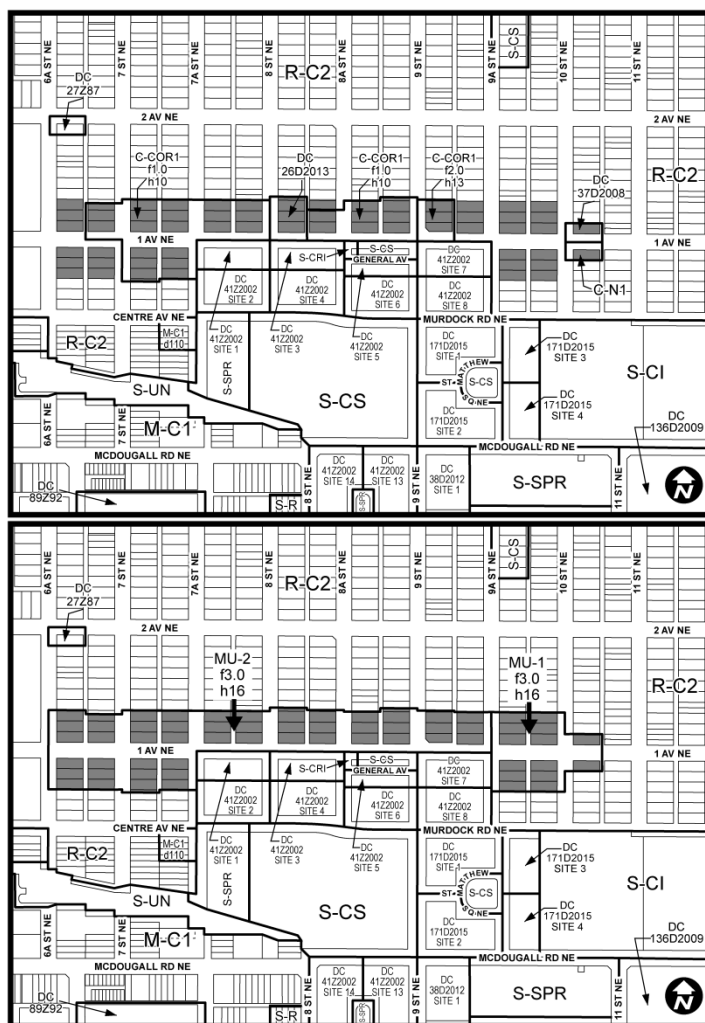 6A ST NE
7 ST NE
7A ST NE
8 ST NE
8A ST NE
9 ST NE
9A ST NE
S-CS
10 ST NE
11 ST NE
R-C2
DC
27Z87
2 AV NE
2 AV NE
C-COR1
f1.0
h10
DC
26D2013
C-COR1
f1.0
h10
C-COR1
f2.0
h13
DC
37D2008
R-C2
1 AV NE
1 AV NE
S-CRI
S-CS
GENERAL AV
DC
41Z2002
SITE 7
C-N1
DC
41Z2002
SITE 2
DC
41Z2002
SITE 4
DC
41Z2002
SITE 6
DC
41Z2002
SITE 8
CENTRE AV NE
MURDOCK RD NE
R-C2
M-C1
d110
DC
41Z2002
SITE 1
DC
41Z2002
SITE 3
DC
41Z2002
SITE 5
DC
171D2015
SITE 1
DC
171D2015
SITE 3
S-UN
S-SPR
S-CS
ST
MATTHEW
SQ NE
S-CS
DC
171D2015
SITE 4
S-CI
6A ST NE
7 ST NE
M-C1
DC
171D2015
SITE 2
DC
136D2009
MCDOUGALL RD NE
MCDOUGALL RD NE
DC
89Z92
S-R
8 ST NE
DC
41Z2002
SITE 14
S-SPR
DC
41Z2002
SITE 13
9 ST NE
DC
38D2012
SITE 1
S-SPR
11 ST NE
N
6A ST NE
7 ST NE
7A ST NE
8 ST NE
8A ST NE
9 ST NE
9A ST NE
S-CS
10 ST NE
11 ST NE
R-C2
DC
27Z87
2 AV NE
2 AV NE
MU-2
f3.0
h16
MU-1
f3.0
h16
R-C2
1 AV NE
1 AV NE
S-CRI
S-CS
GENERAL AV
DC
41Z2002
SITE 7
DC
41Z2002
SITE 2
DC
41Z2002
SITE 4
DC
41Z2002
SITE 6
DC
41Z2002
SITE 8
CENTRE AV NE
MURDOCK RD NE
R-C2
M-C1
d110
DC
41Z2002
SITE 1
DC
41Z2002
SITE 3
DC
41Z2002
SITE 5
DC
171D2015
SITE 1
DC
171D2015
SITE 3
S-UN
S-SPR
S-CS
ST
MATTHEW
SQ NE
S-CS
DC
171D2015
SITE 4
S-CI
6A ST NE
7 ST NE
M-C1
DC
171D2015
SITE 2
DC
136D2009
MCDOUGALL RD NE
MCDOUGALL RD NE
DC
89Z92
S-R
8 ST NE
DC
41Z2002
SITE 14
S-SPR
DC
41Z2002
SITE 13
9 ST NE
DC
38D2012
SITE 1
S-SPR
11 ST NE
N